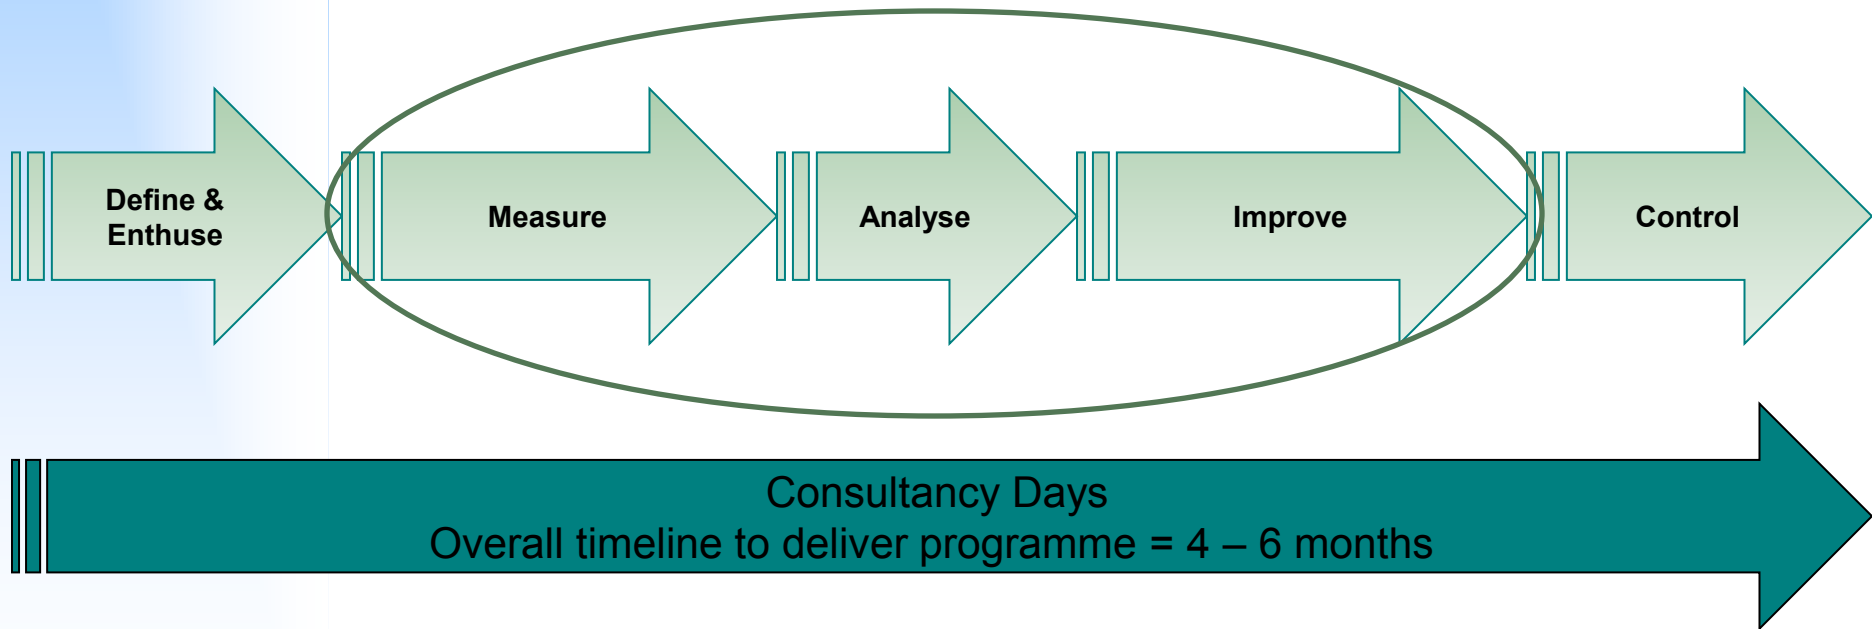 Define &
Enthuse
Measure
Analyse
Improve
Control
Consultancy Days
Overall timeline to deliver programme = 4 – 6 months